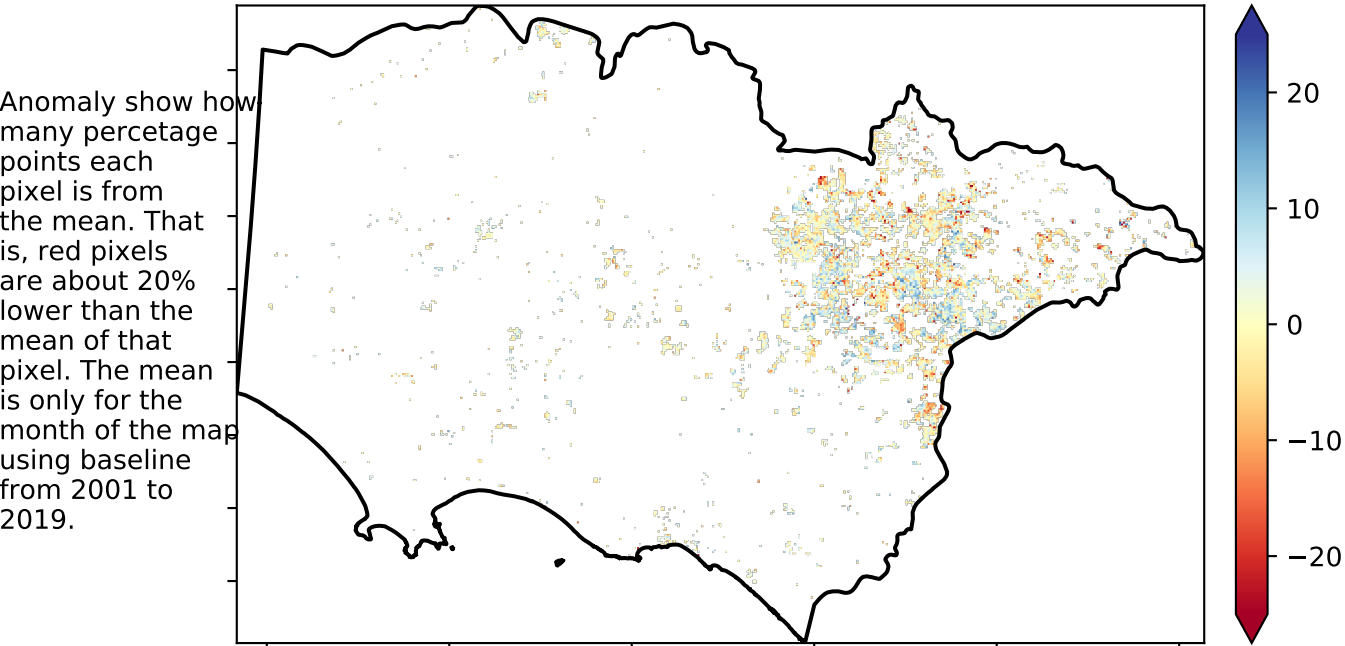 Anomaly show how
many percetage
points each
pixel is from
the mean. That
is, red pixels
are about 20%
lower than the
mean of that
pixel. The mean
is only for the
month of the map
using baseline
from 2001 to
2019.
20
10
0
−10
−20